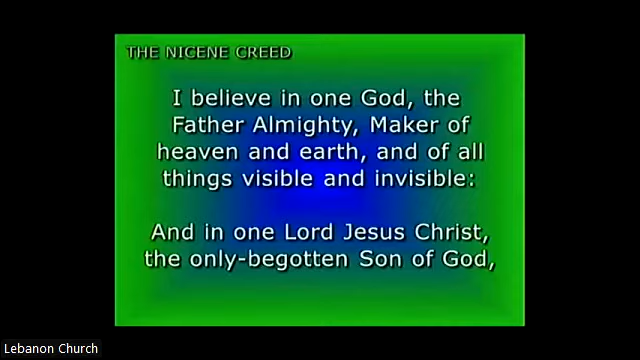 THE NICENE CREED
I believe in one God, the
Father Almighty, Maker of
heaven and earth, and of all
things visible and invisible:
And in one Lord Jesus Christ,
the only-begotten Son of God,
Lebanon Church